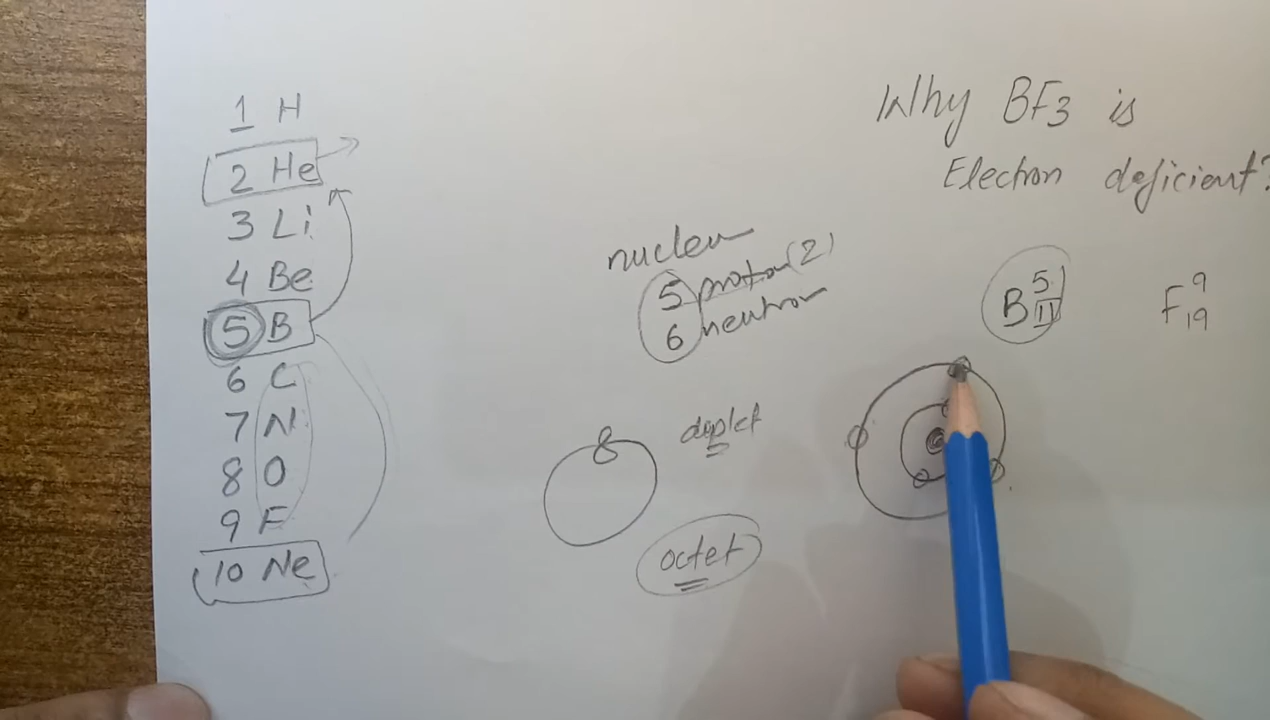 1 H
2 He
3 Li
4 Be
5 B
6 C
7 N
8 O
9 F
10 Ne
Why BF3 is
Electron deficient?
5 proton (2)
6 neutron
B 5 11
F 9 19
8
duplet
octet